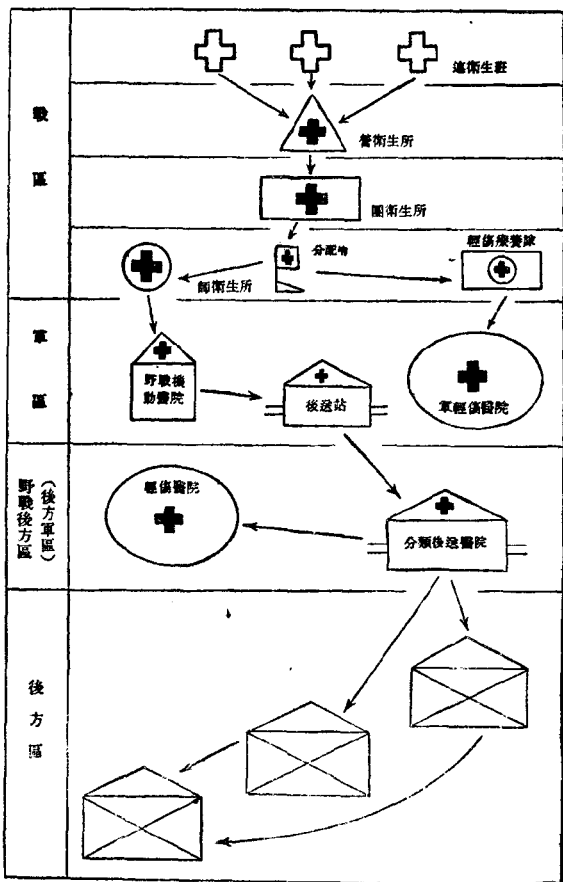 連衛生班
營衛生所
團衛生所
分配哨
輕傷療養隊
師衛生所
戰區
野戰機
動醫院
後送站
軍輕傷醫院
軍區
輕傷醫院
分類後送醫院
(後方軍區)
野戰後方區
後方區